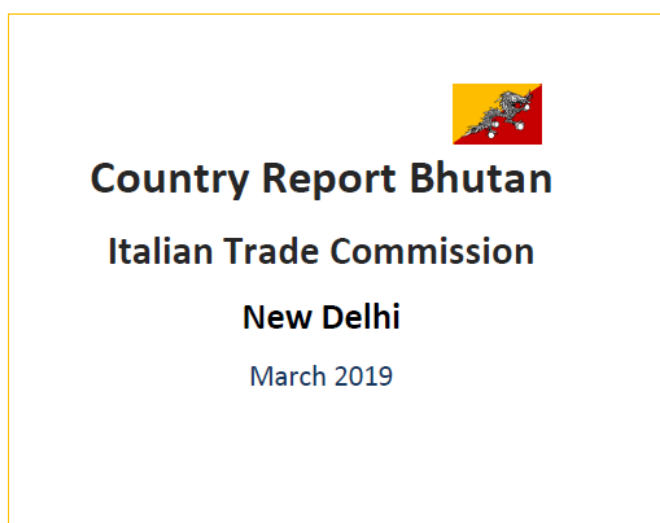 Country Report Bhutan
Italian Trade Commission
New Delhi
March 2019